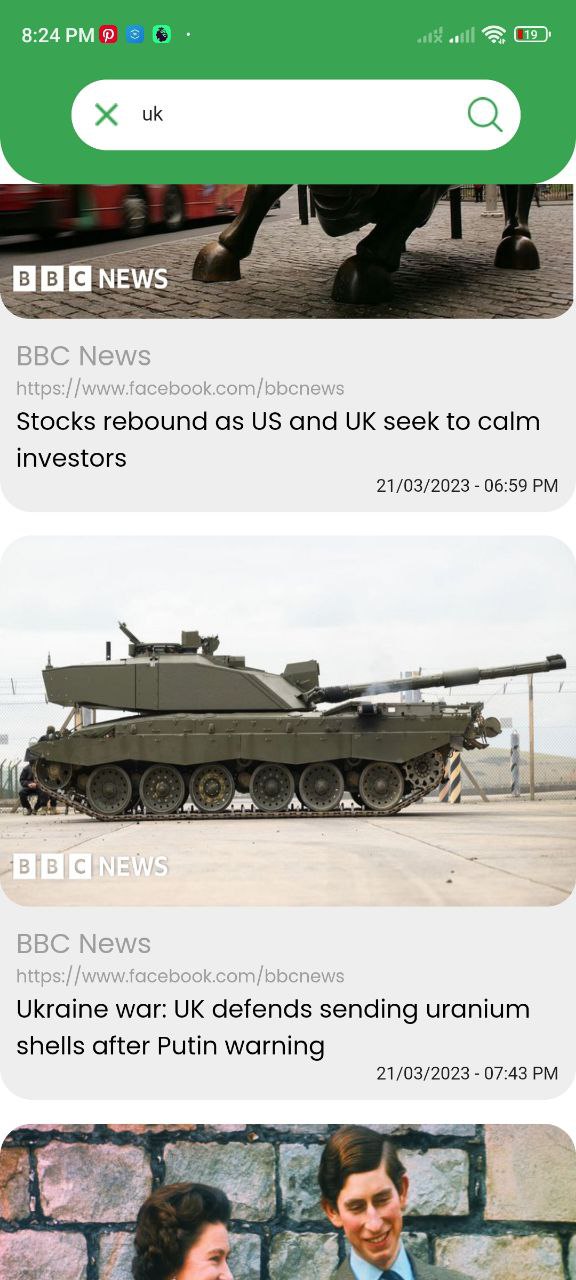 8:24 PM
19
uk
BBC NEWS
BBC News
https://www.facebook.com/bbcnews
Stocks rebound as US and UK seek to calm
investors
21/03/2023 - 06:59 PM
BBC NEWS
BBC News
https://www.facebook.com/bbcnews
Ukraine war: UK defends sending uranium
shells after Putin warning
21/03/2023 - 07:43 PM